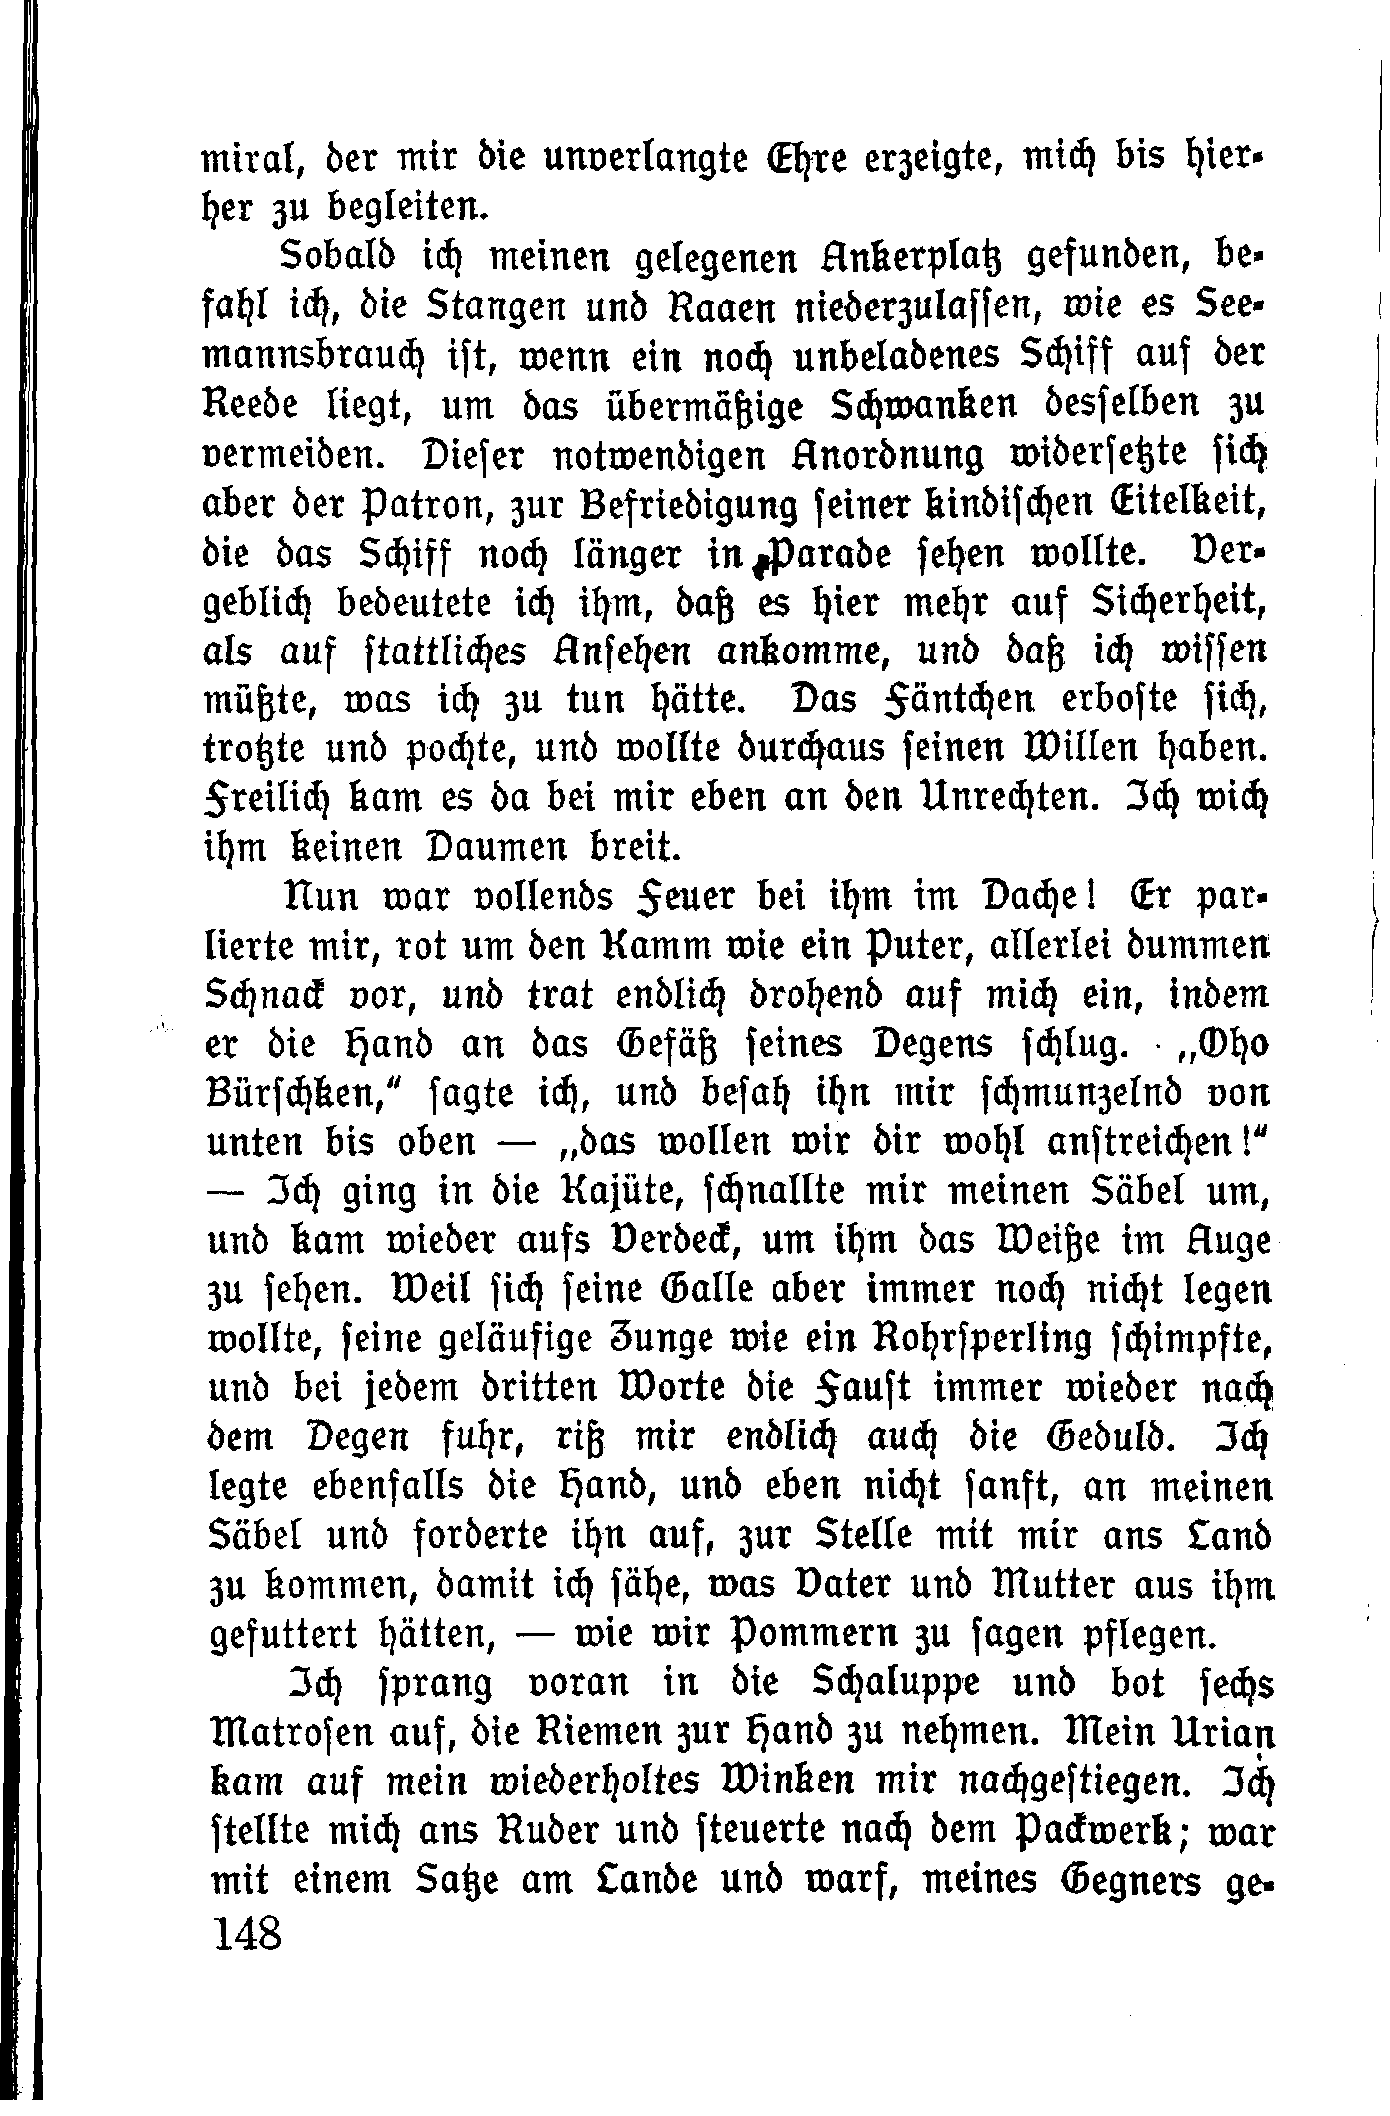 miral, der mir die unverlangte Ehre erzeigte, mich bis hier-
her zu begleiten.
Sobald ich meinen gelegenen Ankerplatz gefunden, be-
fahl ich, die Stangen und Raaen niederzulassen, wie es See-
mannsbrauch ist, wenn ein noch unbeladenes Schiff auf der
Reede liegt, um das übermäßige Schwanken desselben zu
vermeiden. Dieser notwendigen Anordnung widersetzte sich
aber der Patron, zur Befriedigung seiner kindischen Eitelkeit,
die das Schiff noch länger in Parade sehen wollte. Ver-
geblich bedeutete ich ihm, daß es hier mehr auf Sicherheit,
als auf stattliches Ansehen ankomme, und daß ich wissen
müßte, was ich zu tun hätte. Das Fäntchen erboste sich,
trotzte und pochte, und wollte durchaus seinen Willen haben.
Freilich kam es da bei mir eben an den Unrechten. Ich wich
ihm keinen Daumen breit.
Nun war vollends Feuer bei ihm im Dache! Er par-
lierte mir, rot um den Kamm wie ein Puter, allerlei dummen
Schnack vor, und trat endlich drohend auf mich ein, indem
er die Hand an das Gefäß seines Degens schlug. „Oho
Bürschken,“ sagte ich, und besah ihn mir schmunzelnd von
unten bis oben — „das wollen wir dir wohl anstreichen!“
— Ich ging in die Kajüte, schnallte mir meinen Säbel um,
und kam wieder aufs Verdeck, um ihm das Weiße im Auge
zu sehen. Weil sich seine Galle aber immer noch nicht legen
wollte, seine geläufige Zunge wie ein Rohrsperling schimpfte,
und bei jedem dritten Worte die Faust immer wieder nach
dem Degen fuhr, riß mir endlich auch die Geduld. Ich
legte ebenfalls die Hand, und eben nicht sanft, an meinen
Säbel und forderte ihn auf, zur Stelle mit mir ans Land
zu kommen, damit ich sähe, was Vater und Mutter aus ihm
gefuttert hätten, — wie wir Pommern zu sagen pflegen.
Ich sprang voran in die Schaluppe und bot sechs
Matrosen auf, die Riemen zur Hand zu nehmen. Mein Urian
kam auf mein wiederholtes Winken mir nachgestiegen. Ich
stellte mich ans Ruder und steuerte nach dem Packwerk; war
mit einem Satze am Lande und warf, meines Gegners ge-
148